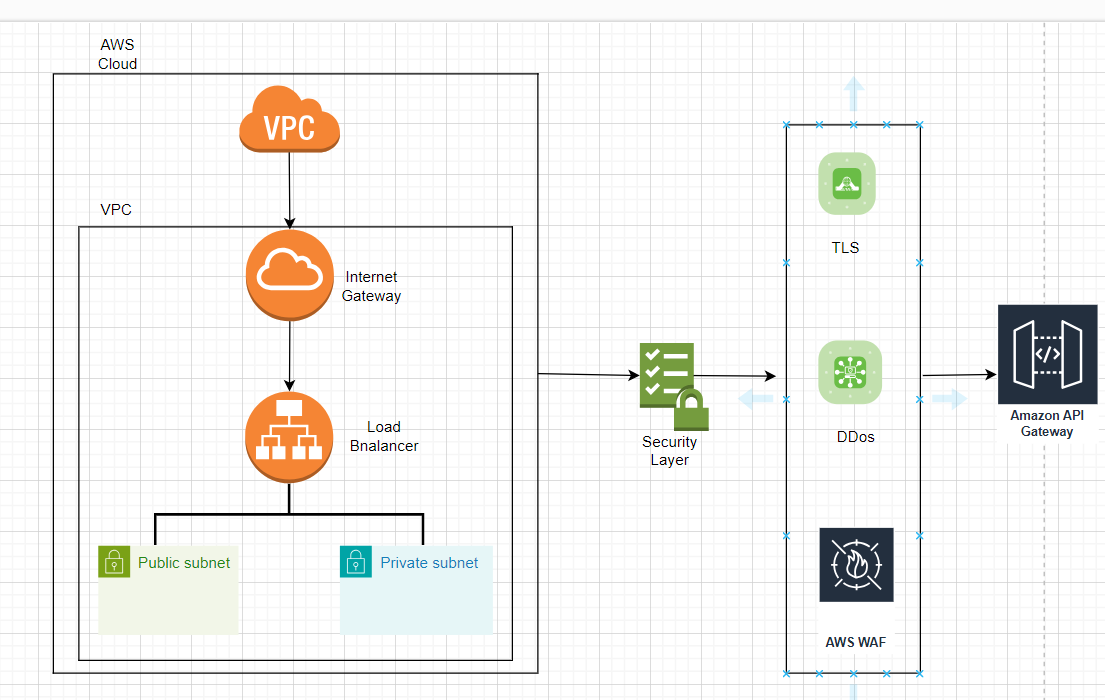 AWS
Cloud
VPC
VPC
Internet
Gateway
Load
Bnalancer
Public subnet
Private subnet
Security
Layer
TLS
DDos
AWS WAF
</>
Amazon API
Gateway